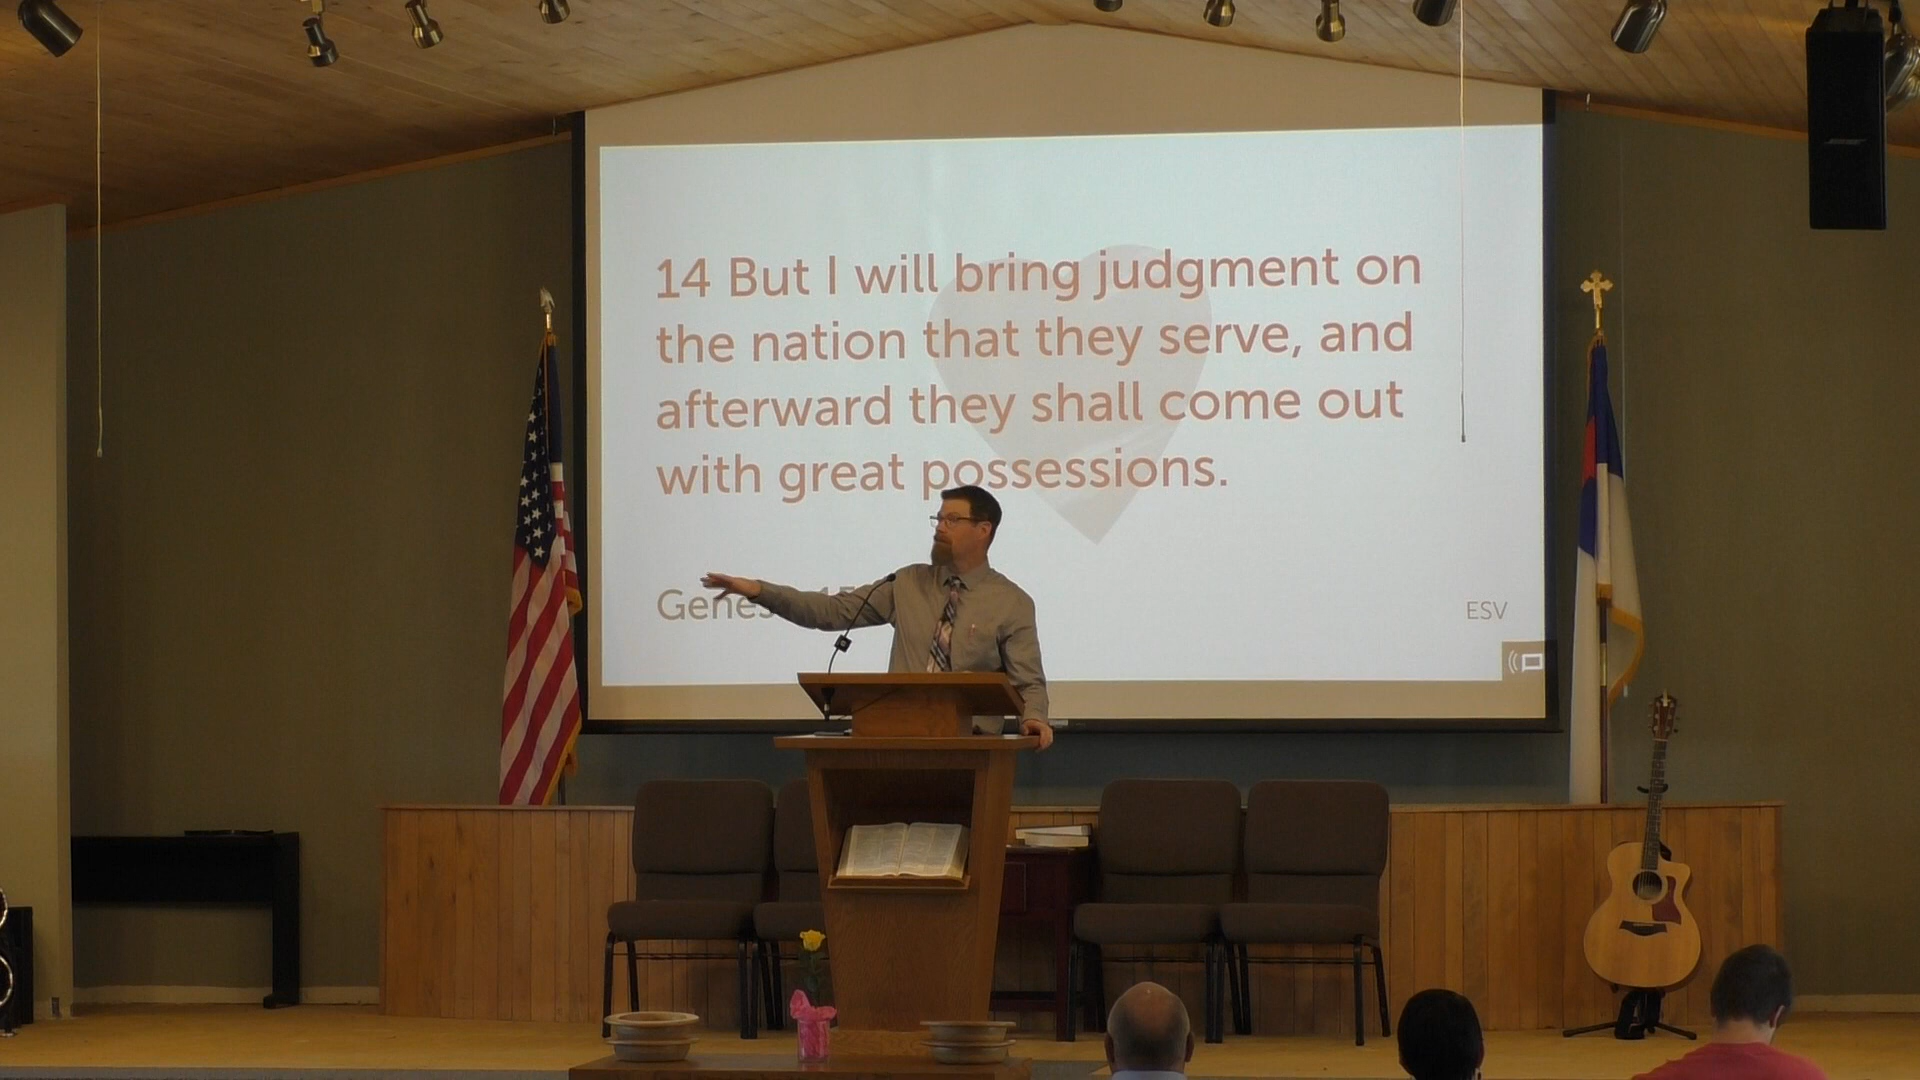 14 But I will bring judgment on
the nation that they serve, and
afterward they shall come out
with great possessions.
ESV